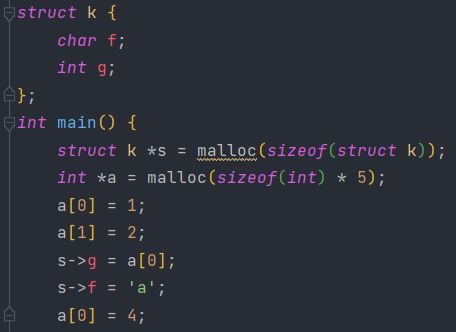 struct k {
    char f;
    int g;
};
int main() {
    struct k *s = malloc(sizeof(struct k));
    int *a = malloc(sizeof(int) * 5);
    a[0] = 1;
    a[1] = 2;
    s->g = a[0];
    s->f = 'a';
    a[0] = 4;